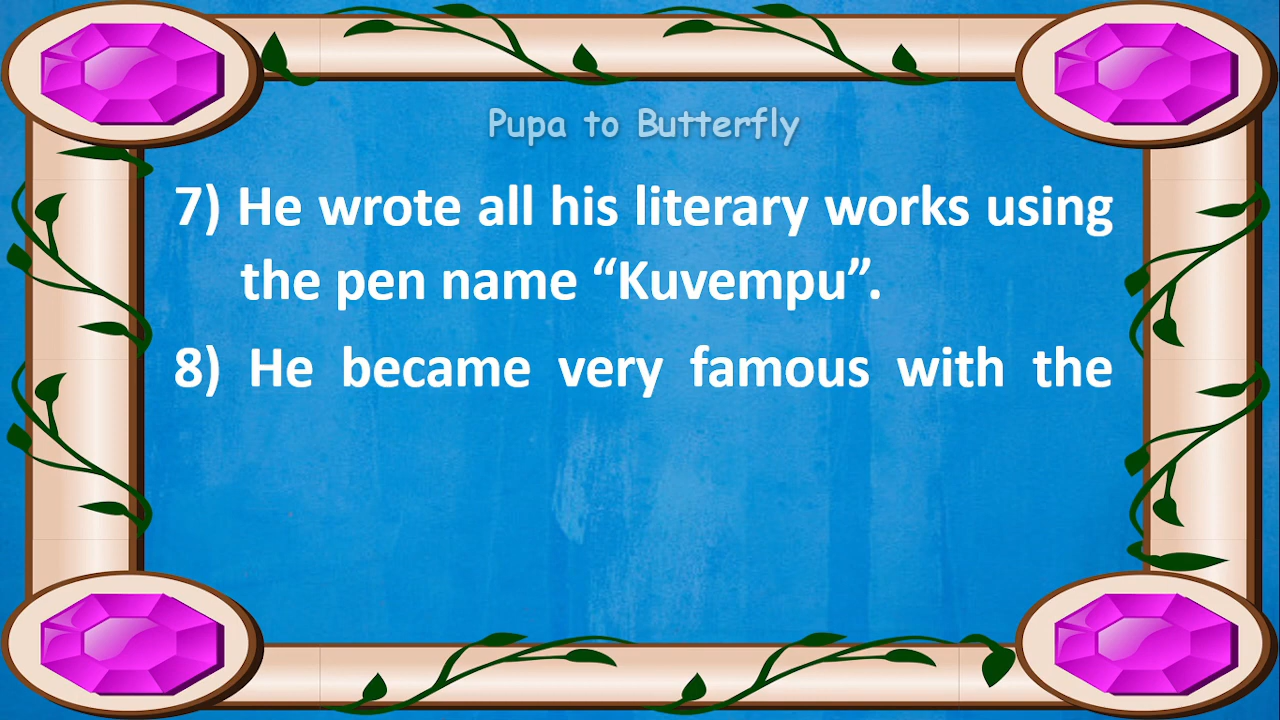 Pupa to Butterfly
7) He wrote all his literary works using
the pen name “Kuvempu”.
8) He became very famous with the